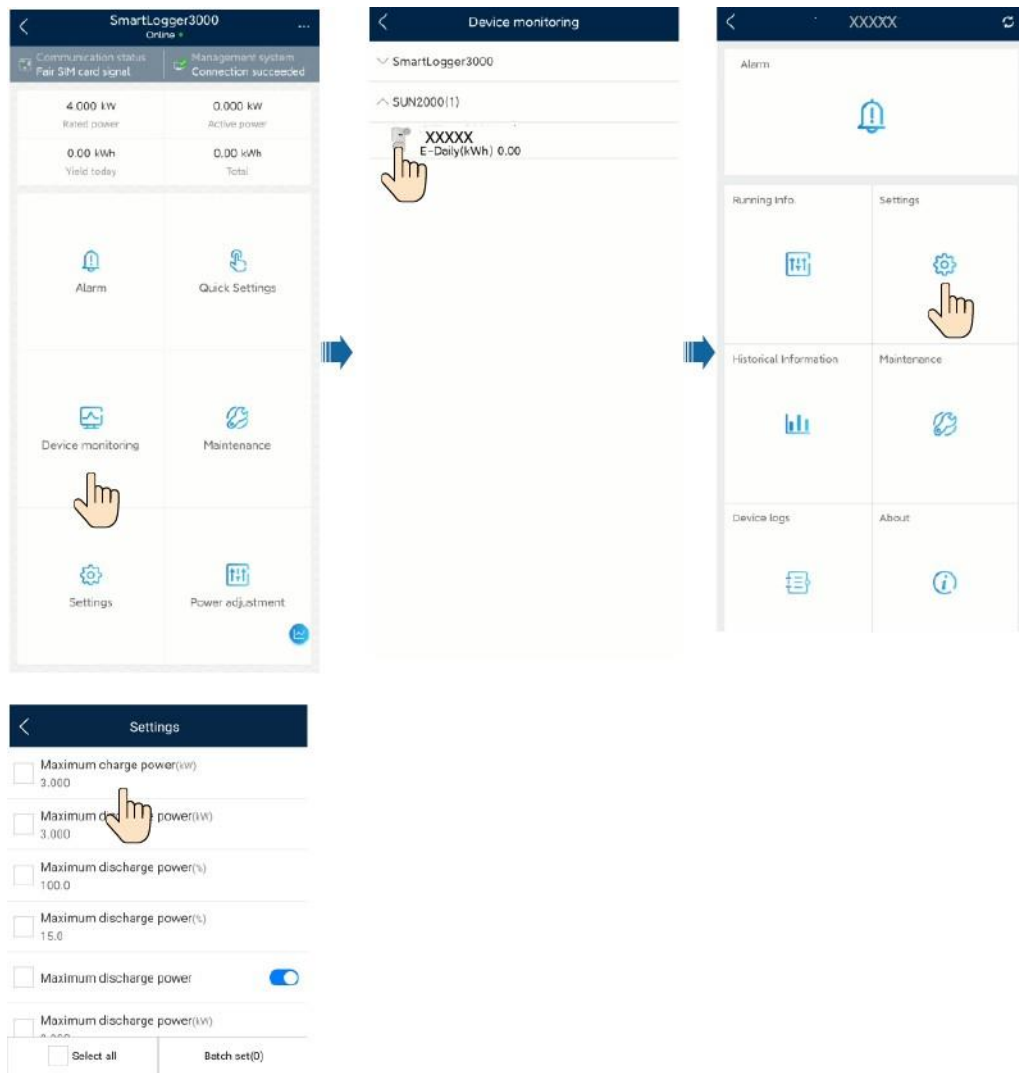 SmartLogger3000
Online
...
Communication status
Fair SIM card signal
Management system
Connection succeeded
4.000 kW
Rated power
0.000 kW
Active power
0.00 kWh
Yield today
0.00 kWh
Total
Alarm
Quick Settings
Device monitoring
Maintenance
Settings
Power adjustment
Device monitoring
SmartLogger3000
SUN2000(1)
XXXXX
E-Daily(kWh) 0.00
XXXXX
Alarm
Running Info.
Settings
Historical Information
Maintenance
Device logs
About
Settings
Maximum charge power(kW)
3.000
Maximum power(kW)
3.000
Maximum discharge power(%)
100.0
Maximum discharge power(%)
15.0
Maximum discharge power
Maximum discharge power(kW)
Select all
Batch set(0)